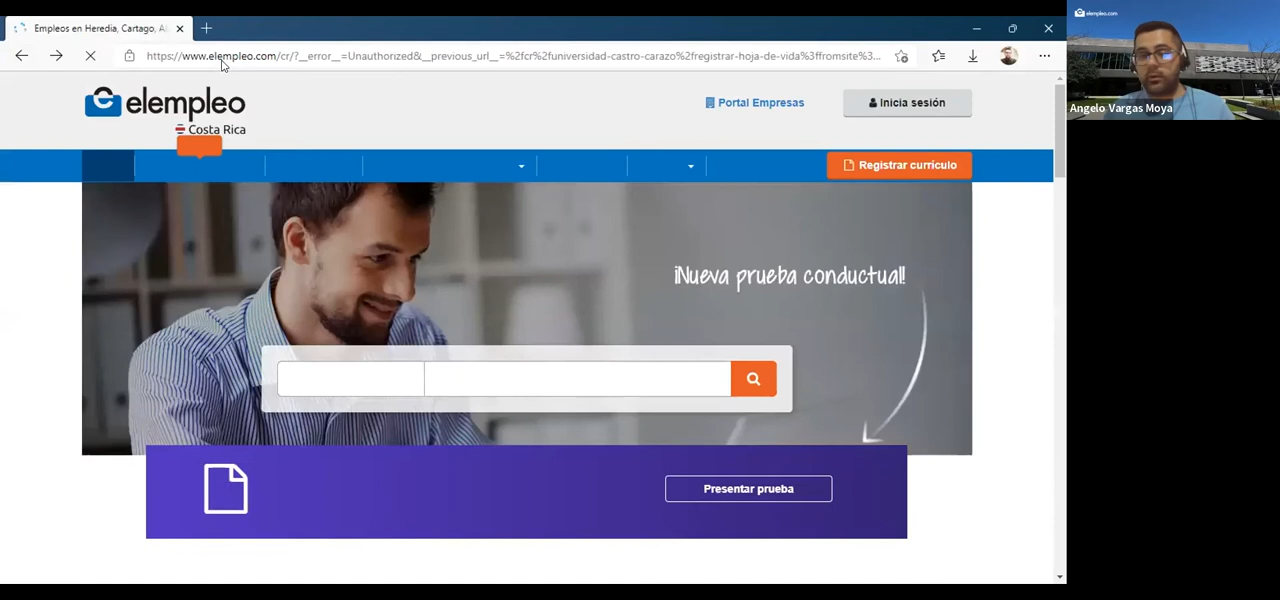 Empleos en Heredia, Cartago, Al
https://www.elempleo.com/cr/?__error__=Unauthorized&__previous_url__=%2fcr%2funiversidad-castro-carazo%2fregistrar-hoja-de-vida%3ffromsite%3...
elempleo
Costa Rica
Portal Empresas
Inicia sesión
Registrar currículo
¡Nueva prueba conductual!
Presentar prueba
elempleo.com
Angelo Vargas Moya